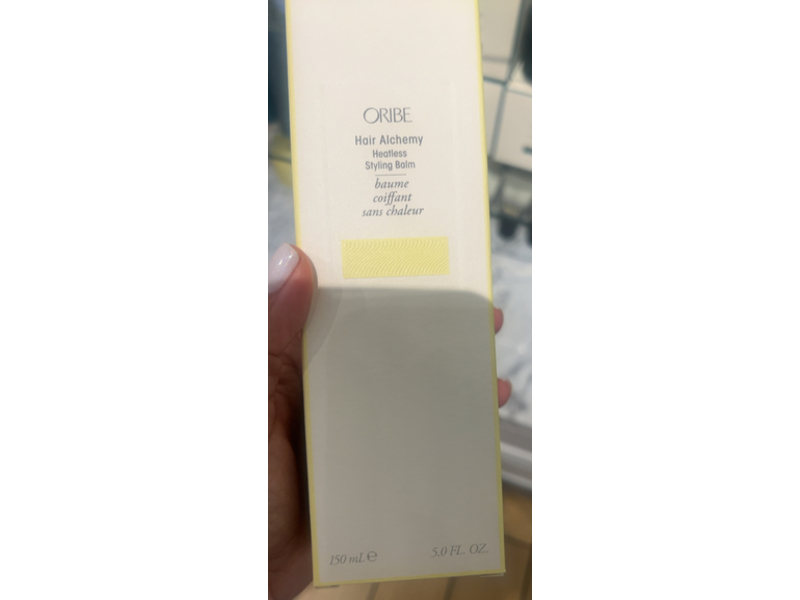 ORIBE
Hair Alchemy
Heatless
Styling Balm
baume
coiffant
sans chaleur
150 mL ℮
5.0 FL. OZ.